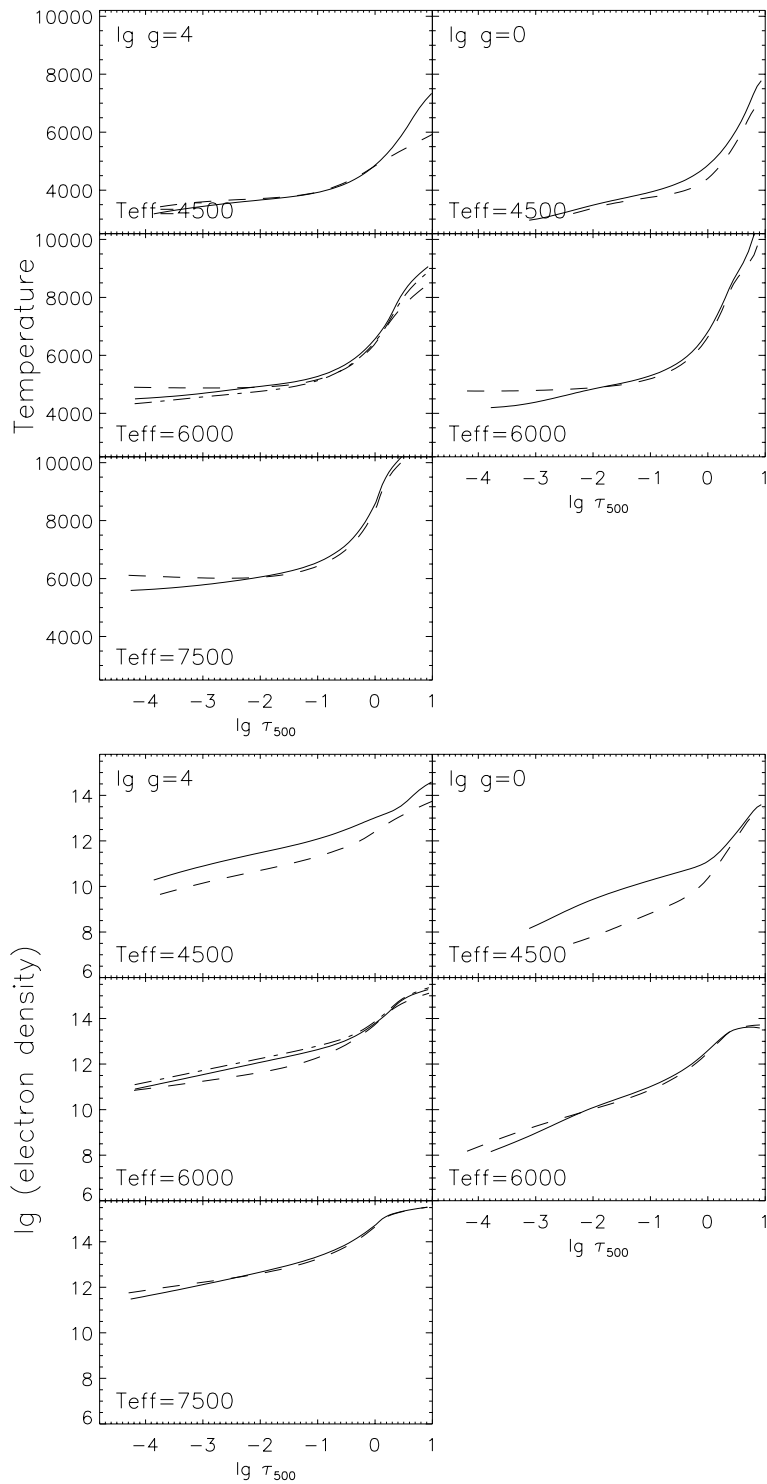 lg g=4
lg g=0
10000
8000
6000
4000
Teff=4500
Teff=4500
10000
8000
6000
4000
Temperature
Teff=6000
Teff=6000
-4 -3 -2 -1 0 1
lg τ500
10000
8000
6000
4000
Teff=7500
-4 -3 -2 -1 0 1
lg τ500
lg g=4
lg g=0
14
12
10
8
6
Teff=4500
Teff=4500
14
12
10
8
6
lg (electron density)
Teff=6000
Teff=6000
-4 -3 -2 -1 0 1
lg τ500
14
12
10
8
6
Teff=7500
-4 -3 -2 -1 0 1
lg τ500